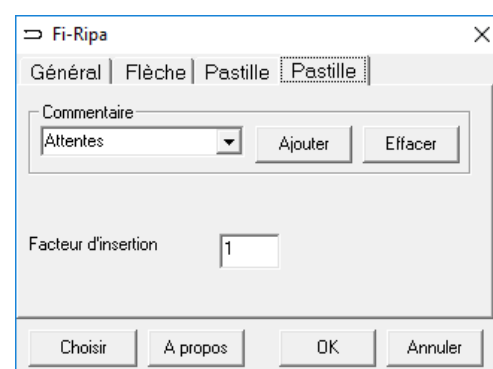 Fi-Ripa
Général Flèche Pastille Pastille
Commentaire
Attentes Ajouter Effacer
Facteur d'insertion 1
Choisir A propos OK Annuler